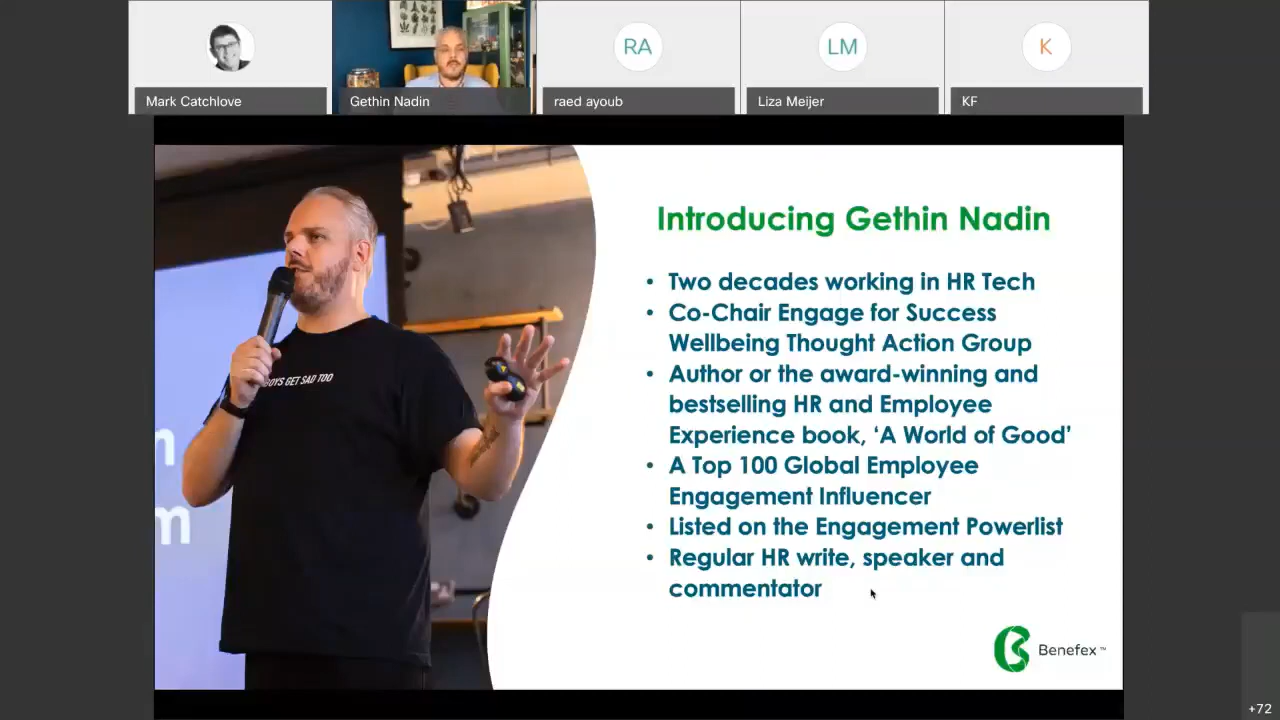 RA
LM
K
Mark Catchlove
Gethin Nadin
raed ayoub
Liza Meijer
KF
Introducing Gethin Nadin
• Two decades working in HR Tech
• Co-Chair Engage for Success
Wellbeing Thought Action Group
• Author or the award-winning and
bestselling HR and Employee
Experience book, ‘A World of Good’
• A Top 100 Global Employee
Engagement Influencer
• Listed on the Engagement Powerlist
• Regular HR write, speaker and
commentator
BOYS GET SAD TOO
n
m
Benefex™
+72